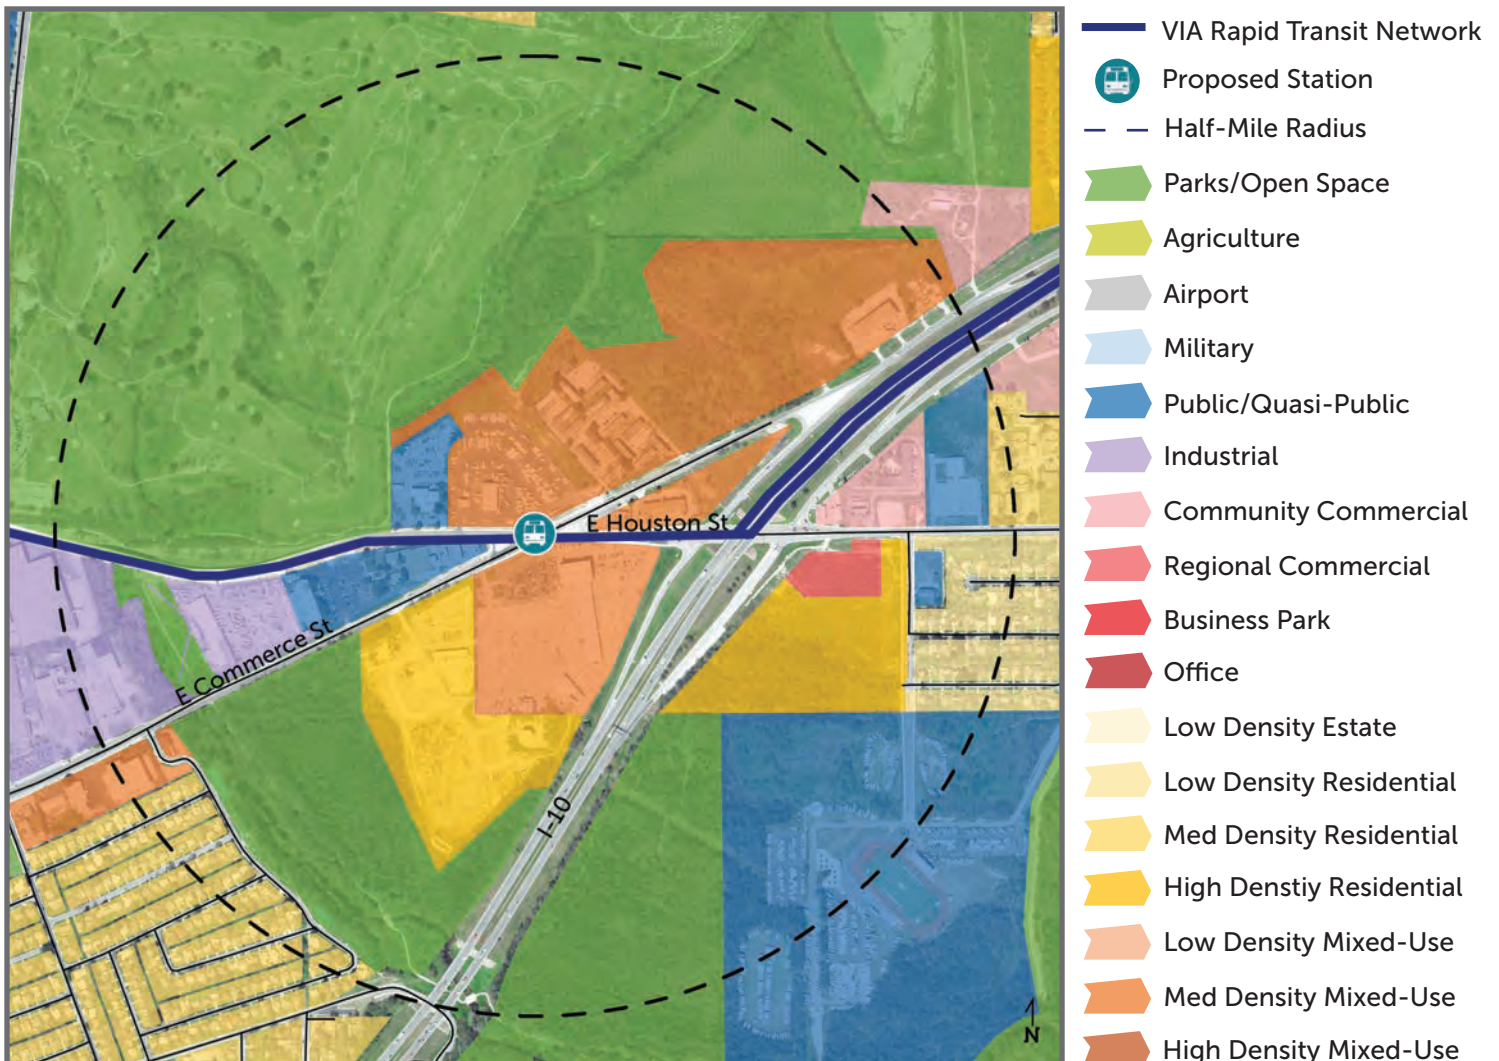 VIA Rapid Transit Network
Proposed Station
Half-Mile Radius
Parks/Open Space
Agriculture
Airport
Military
Public/Quasi-Public
Industrial
Community Commercial
Regional Commercial
Business Park
Office
Low Density Estate
Low Density Residential
Med Density Residential
High Denstiy Residential
Low Density Mixed-Use
Med Density Mixed-Use
High Density Mixed-Use
E Houston St
E Commerce St
I-10
N